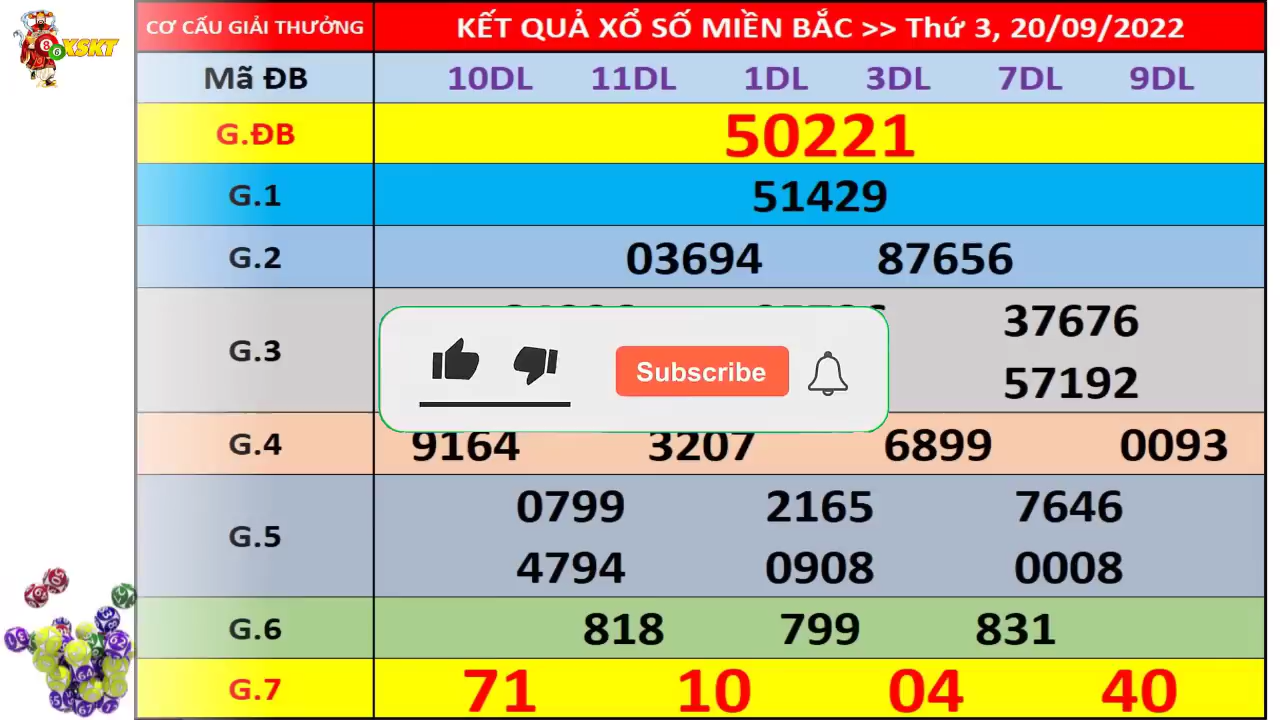 XSKT
CƠ CẤU GIẢI THƯỞNG
KẾT QUẢ XỔ SỐ MIỀN BẮC >> Thứ 3, 20/09/2022
Mã ĐB 10DL 11DL 1DL 3DL 7DL 9DL
G.ĐB 50221
G.1 51429
G.2 03694 87656
G.3 37676
57192
Subscribe
G.4 9164 3207 6899 0093
G.5 0799 2165 7646
4794 0908 0008
G.6 818 799 831
G.7 71 10 04 40